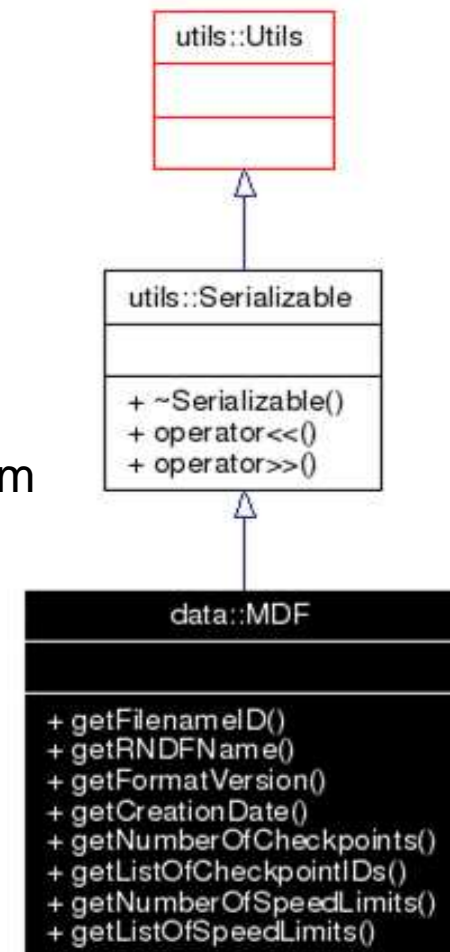 utils::Utils
utils::Serializable
+ ~Serializable()
+ operator<<()
+ operator>>()
m
data::MDF
+ getFilenameID()
+ getRNDFName()
+ getFormatVersion()
+ getCreationDate()
+ getNumberOfCheckpoints()
+ getListOfCheckpointIDs()
+ getNumberOfSpeedLimits()
+ getListOfSpeedLimits()